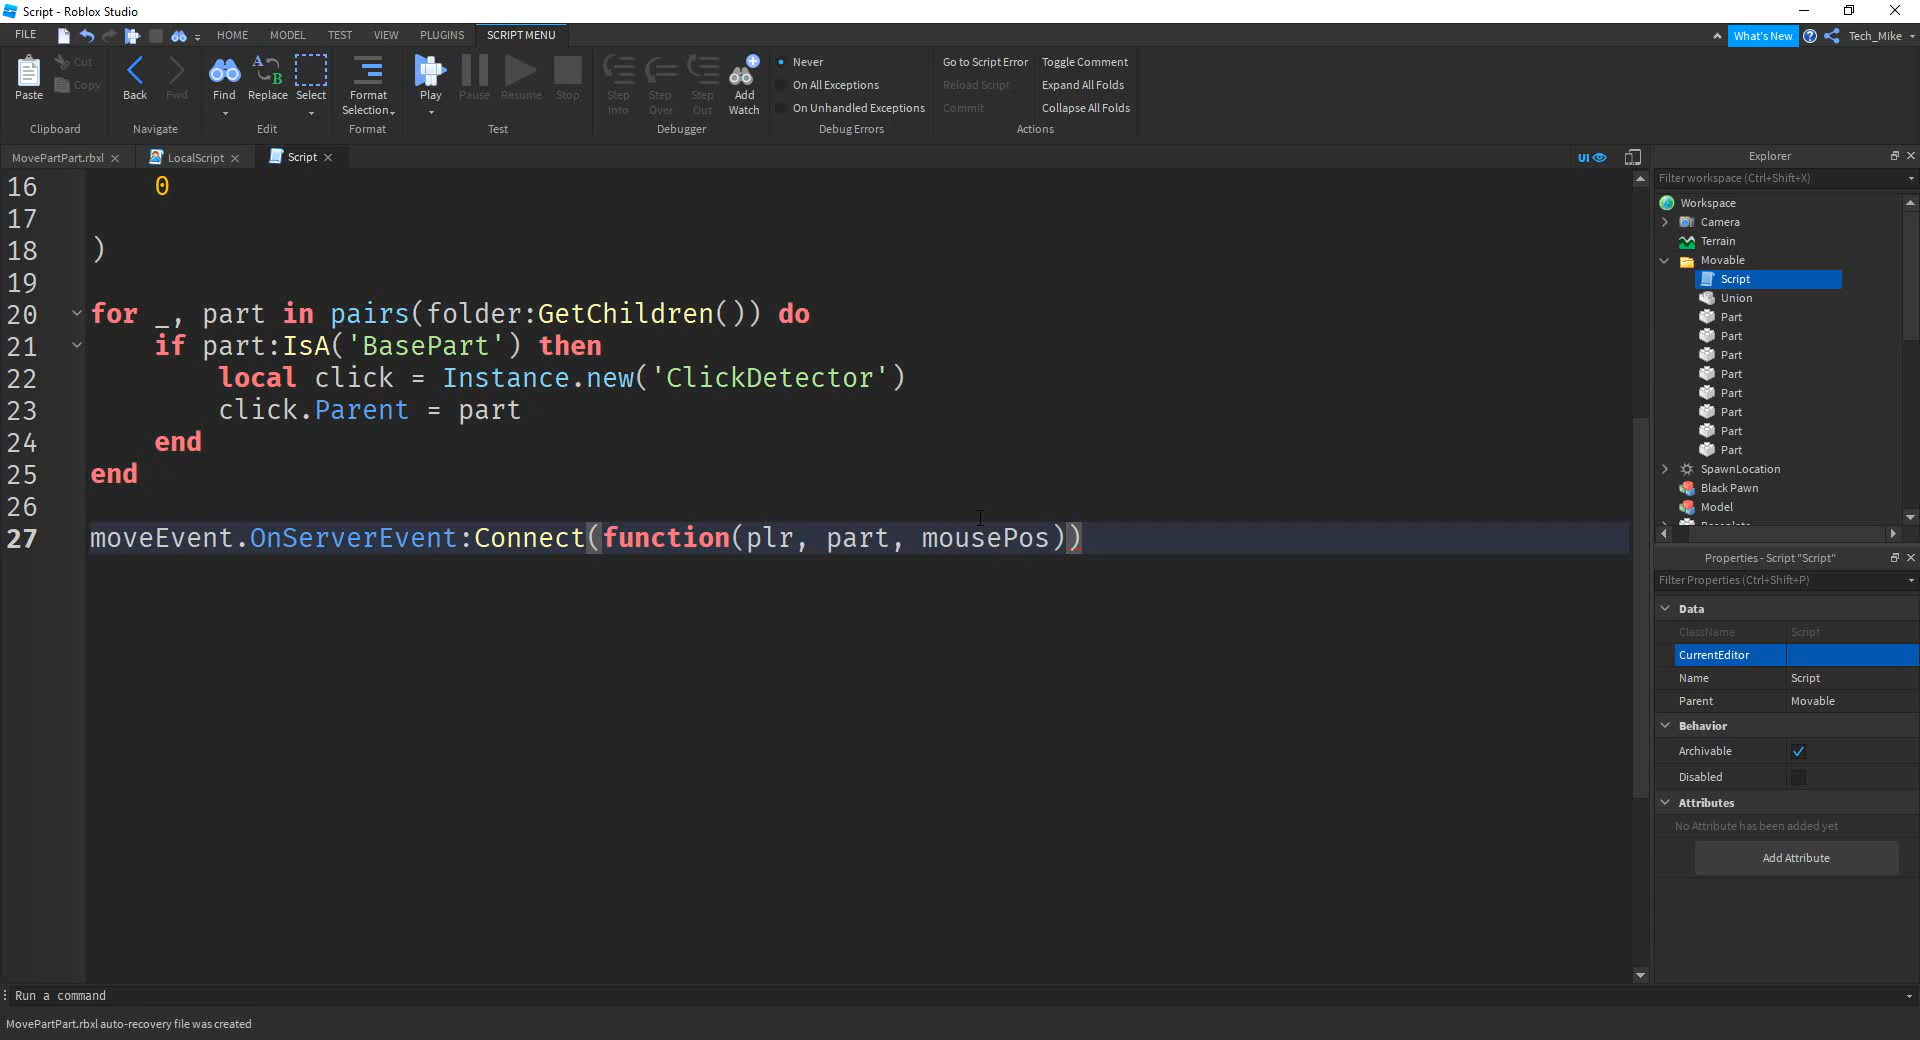 Script - Roblox Studio
FILE HOME MODEL TEST VIEW PLUGINS SCRIPT MENU What's New Tech_Mike
Paste Cut Copy Back Fwd Find Replace Select Format Selection Play Pause Resume Stop Step Into Step Over Step Out Add Watch
Never Go to Script Error Toggle Comment
On All Exceptions Reload Script Expand All Folds
On Unhandled Exceptions Commit Collapse All Folds
Clipboard Navigate Edit Format Test Debugger Debug Errors Actions
MovePartPart.rbxl LocalScript Script UI
16 0
17
18 )
19
20 for _, part in pairs(folder:GetChildren()) do
21 if part:IsA('BasePart') then
22 local click = Instance.new('ClickDetector')
23 click.Parent = part
24 end
25 end
26
27 moveEvent.OnServerEvent:Connect(function(plr, part, mousePos))
Explorer
Filter workspace (Ctrl+Shift+X)
Workspace
Camera
Terrain
Movable
Script
Union
Part
Part
Part
Part
Part
Part
Part
Part
SpawnLocation
Black Pawn
Model
Baseplate
Properties - Script "Script"
Filter Properties (Ctrl+Shift+P)
Data
ClassName Script
CurrentEditor
Name Script
Parent Movable
Behavior
Archivable
Disabled
Attributes
No Attribute has been added yet
Add Attribute
Run a command
MovePartPart.rbxl auto-recovery file was created